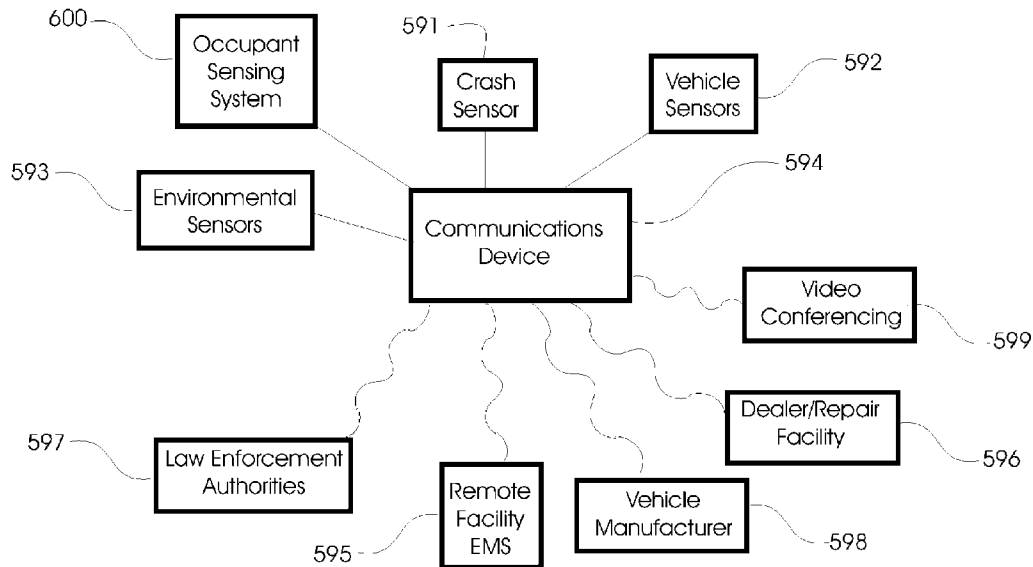 600
Occupant
Sensing
System
591
Crash
Sensor
Vehicle
Sensors
592
593
Environmental
Sensors
594
Communications
Device
Video
Conferencing
599
Dealer/Repair
Facility
596
597
Law Enforcement
Authorities
595
Remote
Facility
EMS
Vehicle
Manufacturer
598